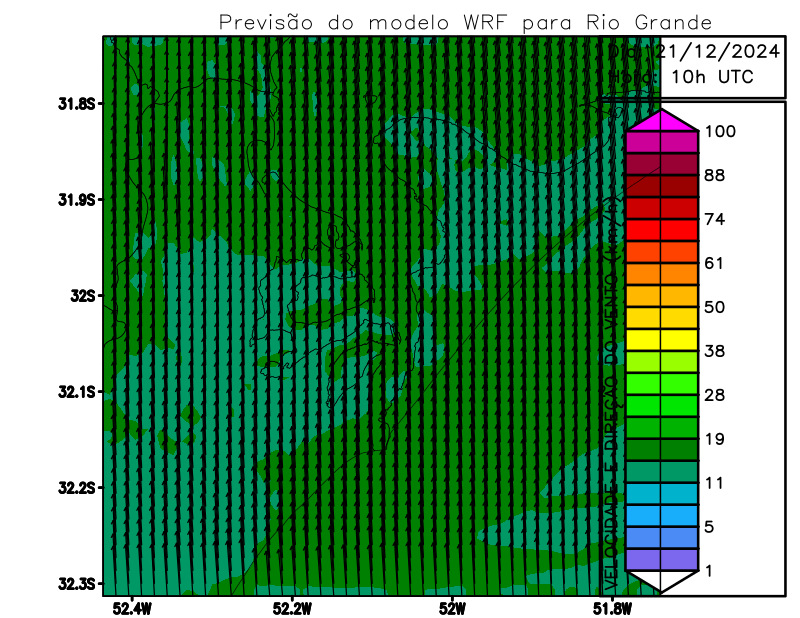 Previsão do modelo WRF para Rio Grande
Dia: 21/12/2024
Hora: 10h UTC
31.8S
31.9S
32S
32.1S
32.2S
32.3S
52.4W
52.2W
52W
51.8W
VELOCIDADE E DIREÇÃO DO VENTO (km/h)
100
88
74
61
50
38
28
19
11
5
1